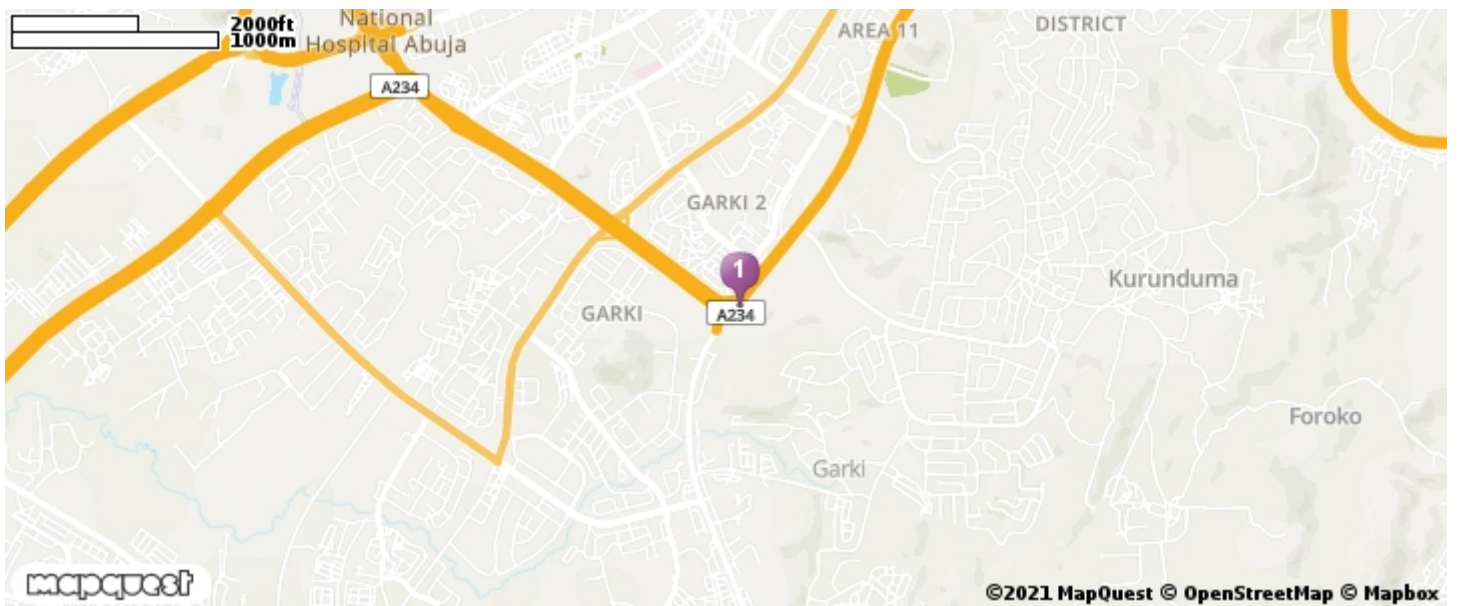 2000ft
1000m
National
Hospital Abuja
AREA 11
DISTRICT
A234
GARKI 2
1
Kurunduma
GARKI
A234
Foroko
Garki
mapquest
©2021 MapQuest © OpenStreetMap © Mapbox